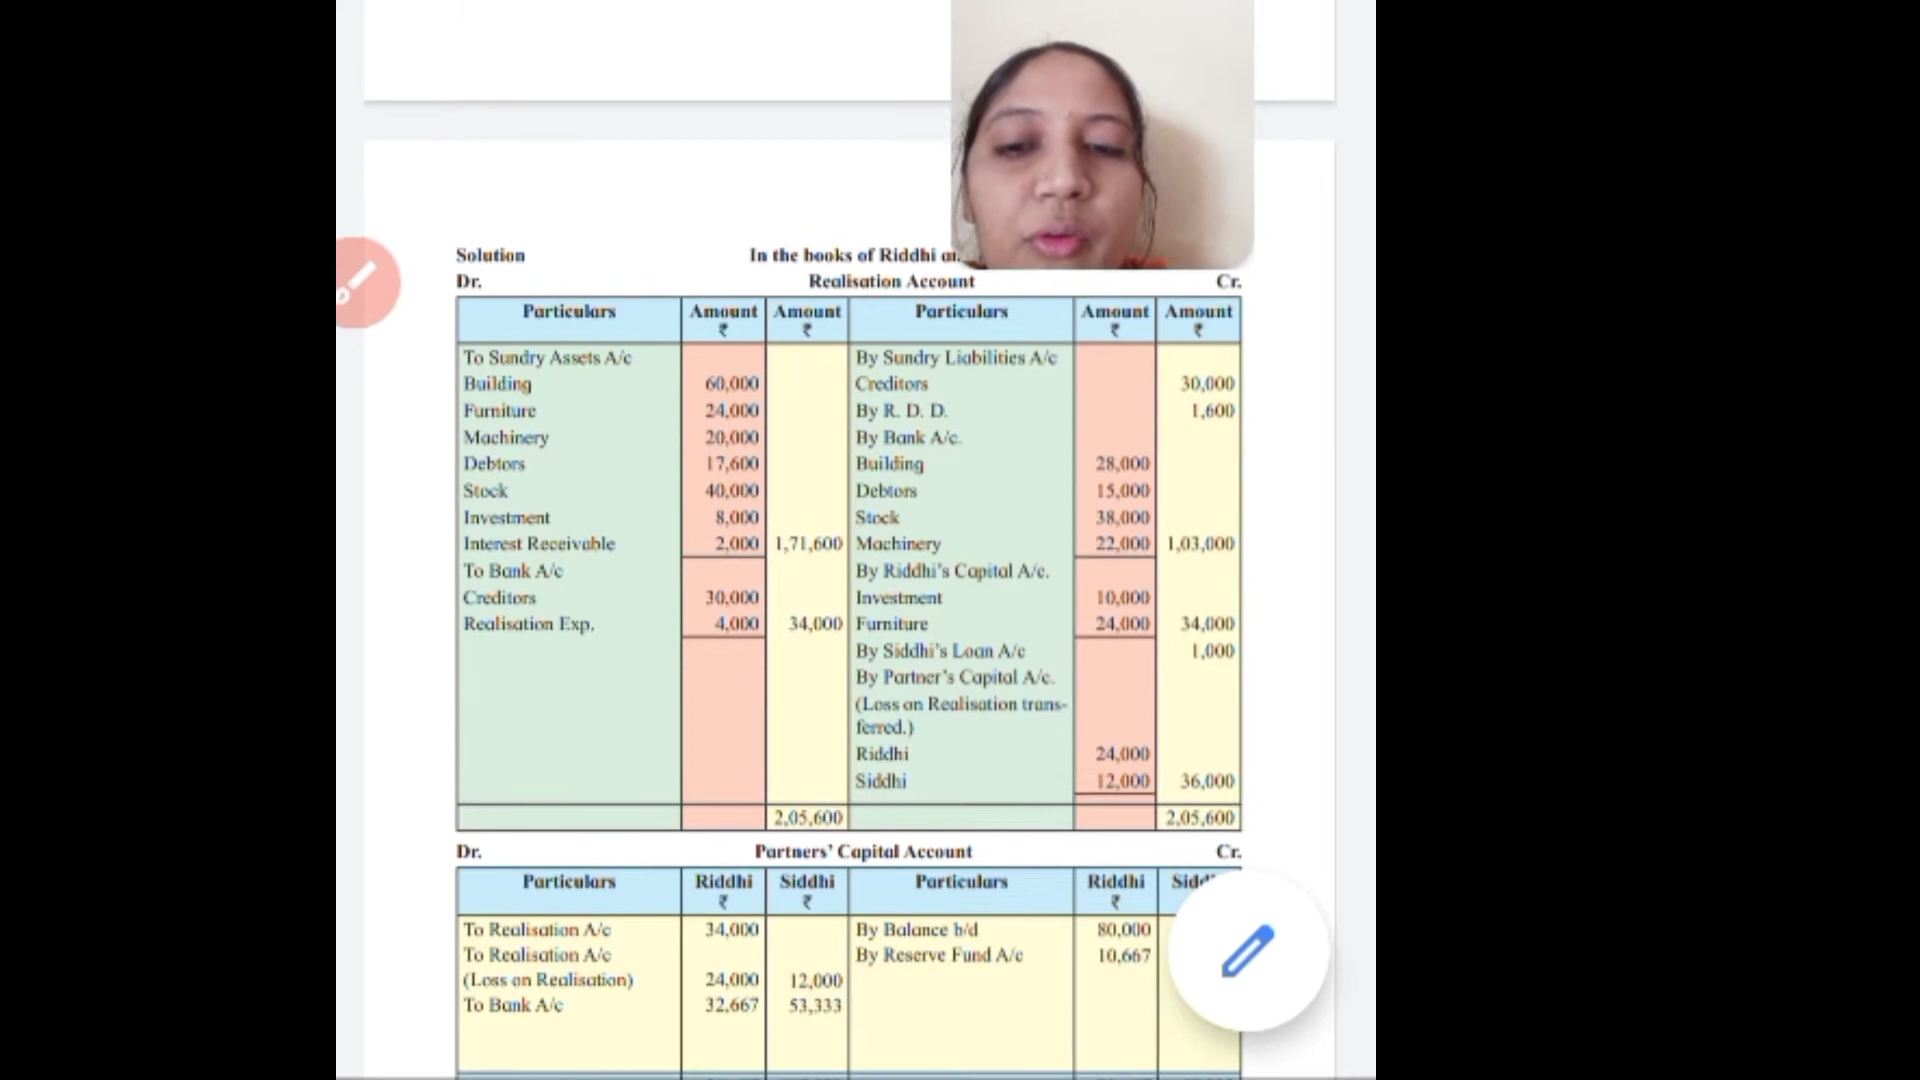 Solution In the books of Riddhi
Dr. Realisation Account Cr.
Particulars Amount ₹ Amount ₹ Particulars Amount ₹ Amount ₹
To Sundry Assets A/c By Sundry Liabilities A/c
Building 60,000 Creditors 30,000
Furniture 24,000 By R. D. D. 1,600
Machinery 20,000 By Bank A/c.
Debtors 17,600 Building 28,000
Stock 40,000 Debtors 15,000
Investment 8,000 Stock 38,000
Interest Receivable 2,000 1,71,600 Machinery 22,000 1,03,000
To Bank A/c By Riddhi's Capital A/c.
Creditors 30,000 Investment 10,000
Realisation Exp. 4,000 34,000 Furniture 24,000 34,000
By Siddhi's Loan A/c 1,000
By Partner's Capital A/c.
(Loss on Realisation trans-
ferred.)
Riddhi 24,000
Siddhi 12,000 36,000
2,05,600 2,05,600
Dr. Partners' Capital Account Cr.
Particulars Riddhi ₹ Siddhi ₹ Particulars Riddhi ₹
To Realisation A/c 34,000 By Balance b/d 80,000
To Realisation A/c By Reserve Fund A/c 10,667
(Loss on Realisation) 24,000 12,000
To Bank A/c 32,667 53,333